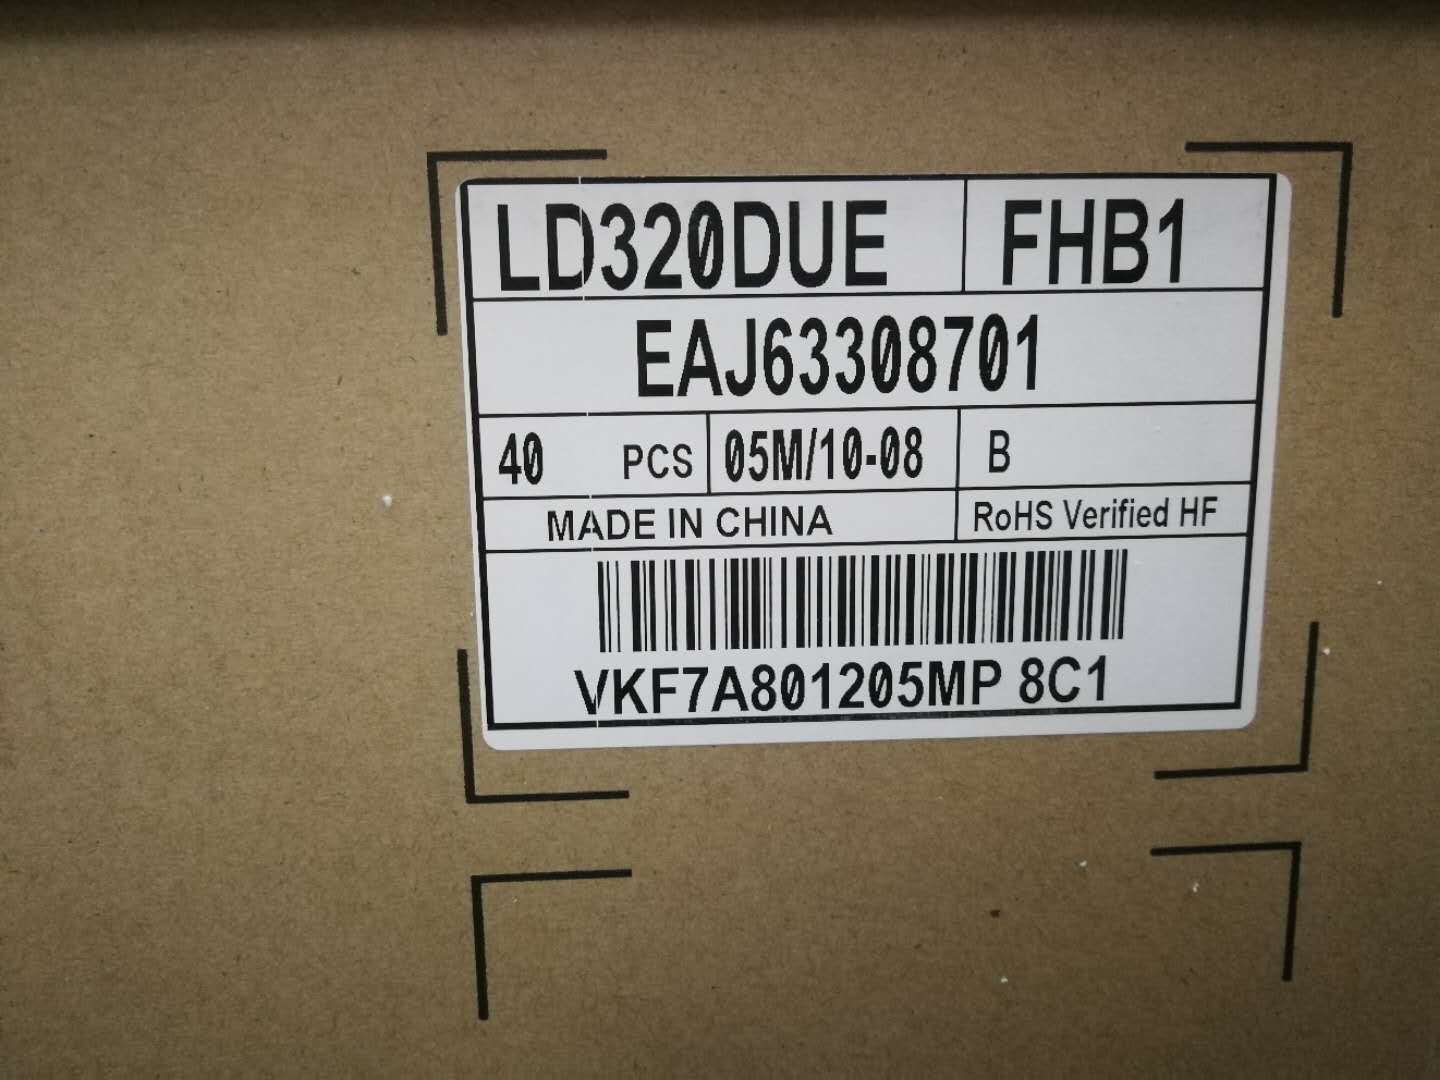 LD320DUE FHB1
EAJ63308701
40 PCS 05M/10-08 B
MADE IN CHINA RoHS Verified HF
VKF7A801205MP 8C1